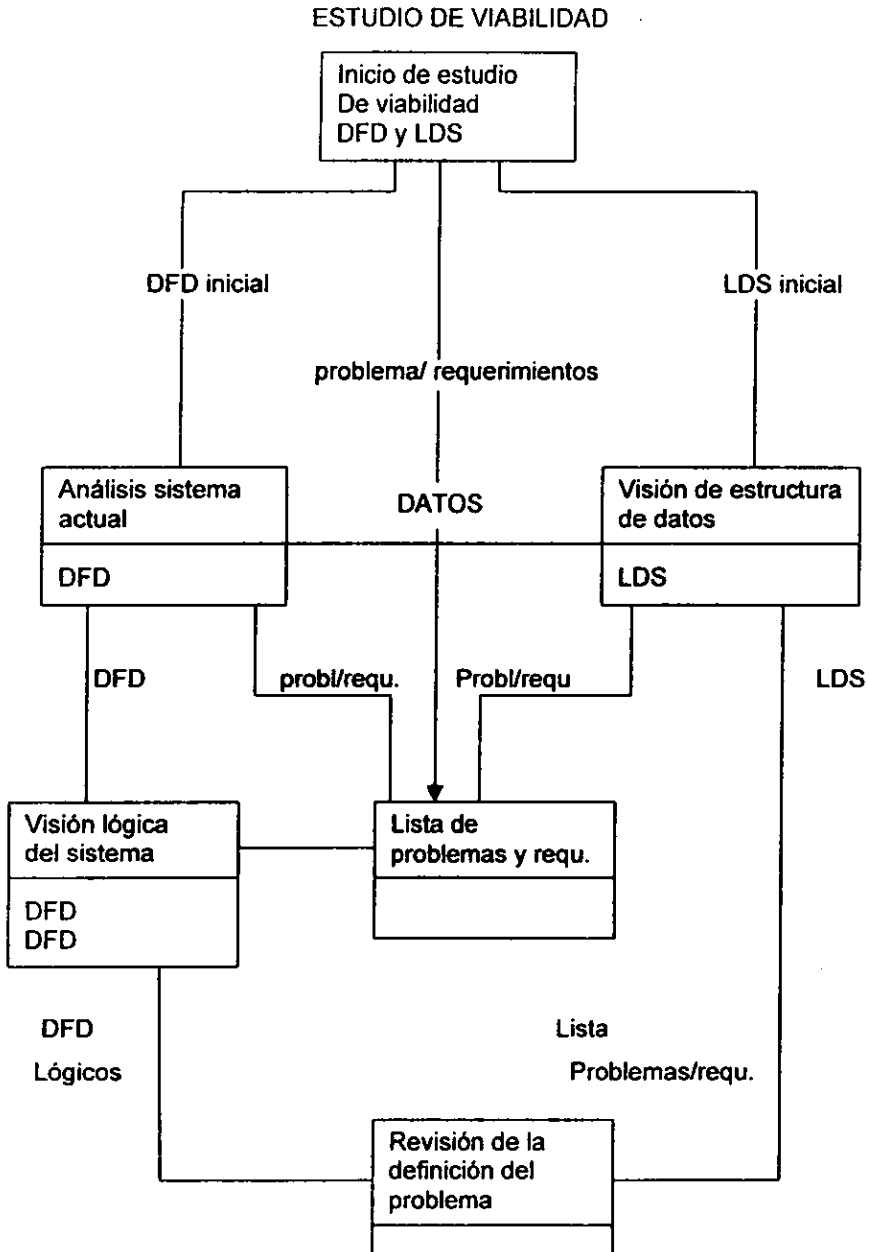 ESTUDIO DE VIABILIDAD
Inicio de estudio
De viabilidad
DFD y LDS
DFD inicial
LDS inicial
problema/ requerimientos
Análisis sistema
actual
DFD
DATOS
Visión de estructura
de datos
LDS
DFD
probl/requ.
Probl/requ
LDS
Visión lógica
del sistema
DFD
DFD
Lista de
problemas y requ.
DFD
Lógicos
Lista
Problemas/requ.
Revisión de la
definición del
problema